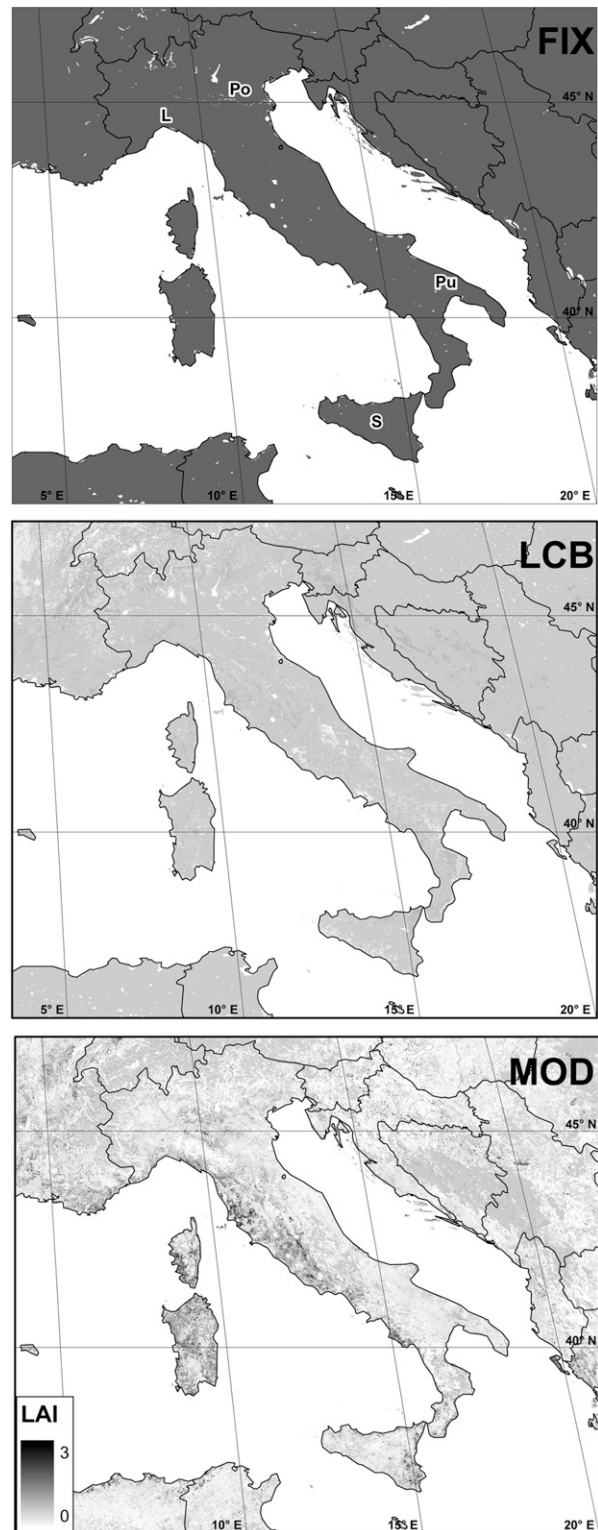 FIX
Po
45° N
L
Pu
40° N
S
5° E
10° E
15° E
20° E
LCB
45° N
40° N
5° E
10° E
15° E
20° E
MOD
45° N
40° N
LAI
3
0
10° E
15° E
20° E